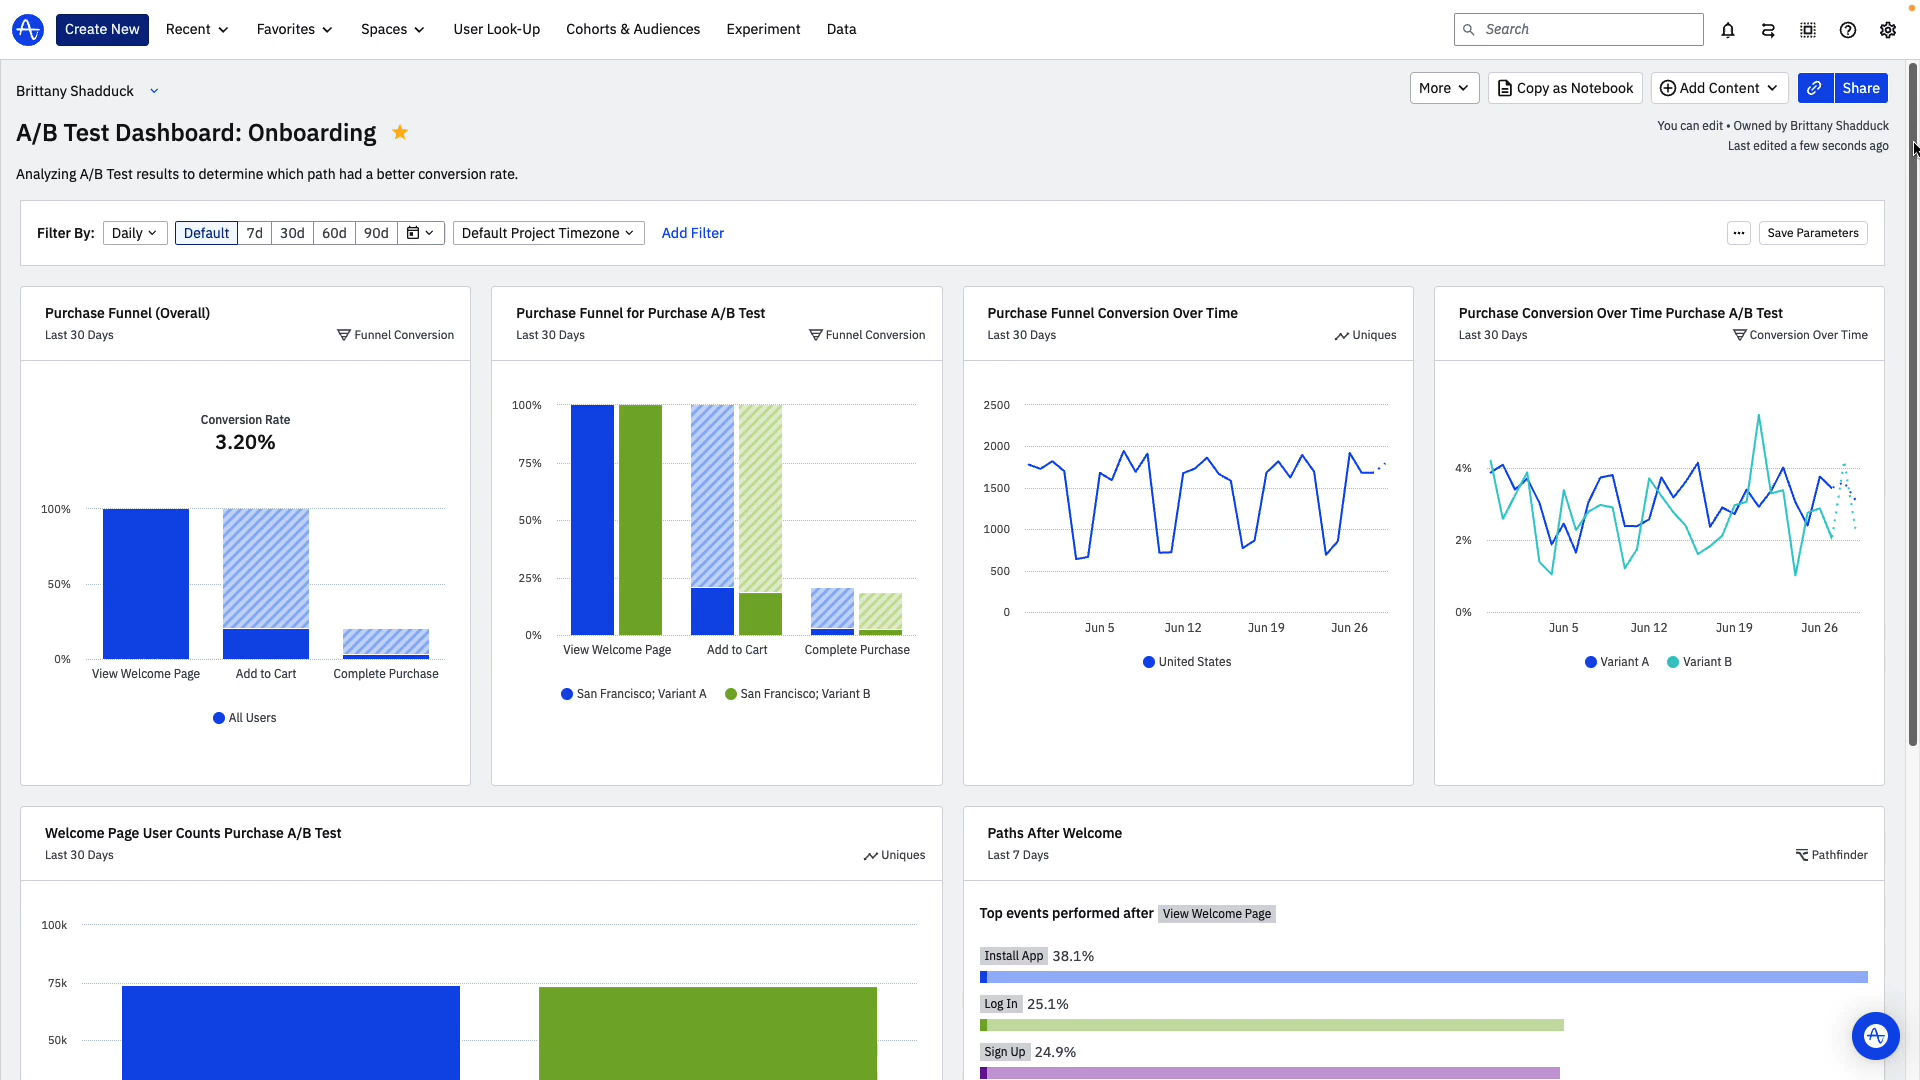 Create New Recent Favorites Spaces User Look-Up Cohorts & Audiences Experiment Data Search
Brittany Shadduck
More Copy as Notebook Add Content Share
A/B Test Dashboard: Onboarding
You can edit • Owned by Brittany Shadduck
Last edited a few seconds ago
Analyzing A/B Test results to determine which path had a better conversion rate.
Filter By: Daily Default 7d 30d 60d 90d Default Project Timezone Add Filter ... Save Parameters
Purchase Funnel (Overall)
Last 30 Days
Funnel Conversion
Conversion Rate
3.20%
100%
50%
0%
View Welcome Page Add to Cart Complete Purchase
All Users
Purchase Funnel for Purchase A/B Test
Last 30 Days
Funnel Conversion
100%
75%
50%
25%
0%
View Welcome Page Add to Cart Complete Purchase
San Francisco; Variant A San Francisco; Variant B
Purchase Funnel Conversion Over Time
Last 30 Days
Uniques
2500
2000
1500
1000
500
0
Jun 5 Jun 12 Jun 19 Jun 26
United States
Purchase Conversion Over Time Purchase A/B Test
Last 30 Days
Conversion Over Time
4%
2%
0%
Jun 5 Jun 12 Jun 19 Jun 26
Variant A Variant B
Welcome Page User Counts Purchase A/B Test
Last 30 Days
Uniques
100k
75k
50k
Paths After Welcome
Last 7 Days
Pathfinder
Top events performed after View Welcome Page
Install App 38.1%
Log In 25.1%
Sign Up 24.9%